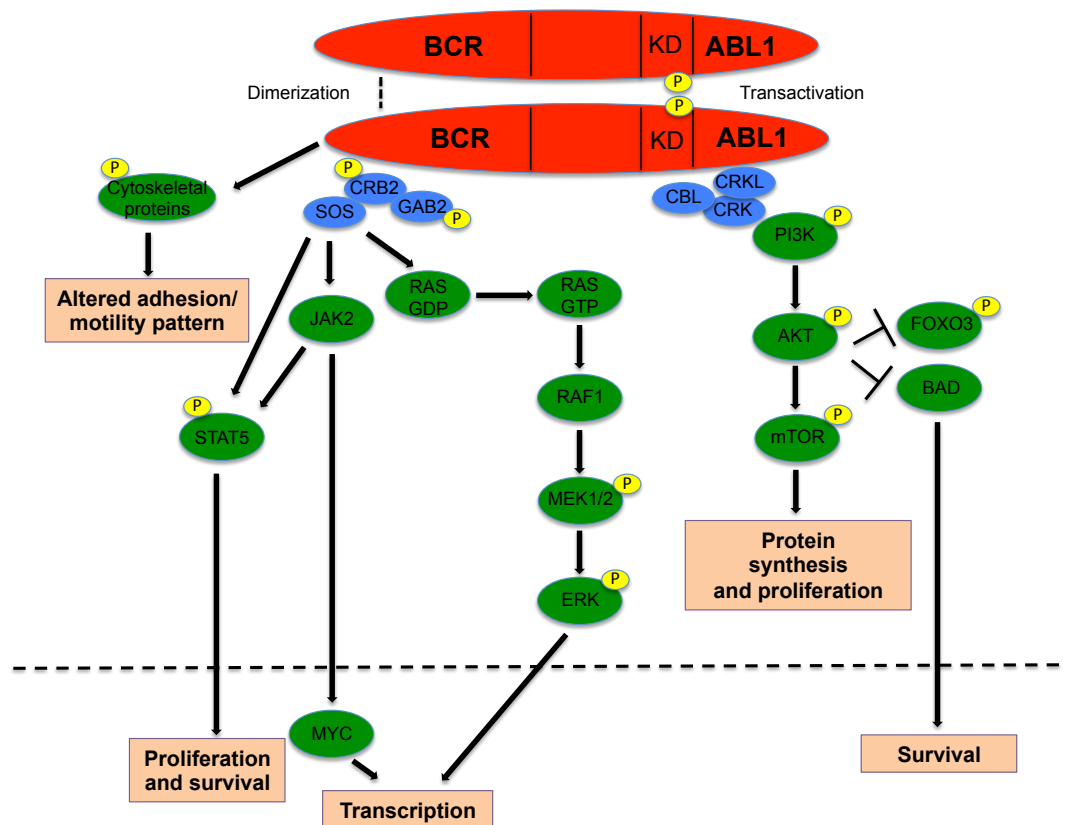 BCR KD ABL1
P
Dimerization Transactivation
P
BCR KD ABL1
P
Cytoskeletal
proteins
P
CRB2
SOS GAB2
P
CRKL
CBL
CRK
P
PI3K
Altered adhesion/
motility pattern
RAS
GDP
RAS
GTP
JAK2
P
AKT
P
FOXO3
BAD
RAF1
P
STAT5
P
mTOR
P
MEK1/2
Protein
synthesis
and proliferation
P
ERK
MYC
Proliferation
and survival
Survival
Transcription